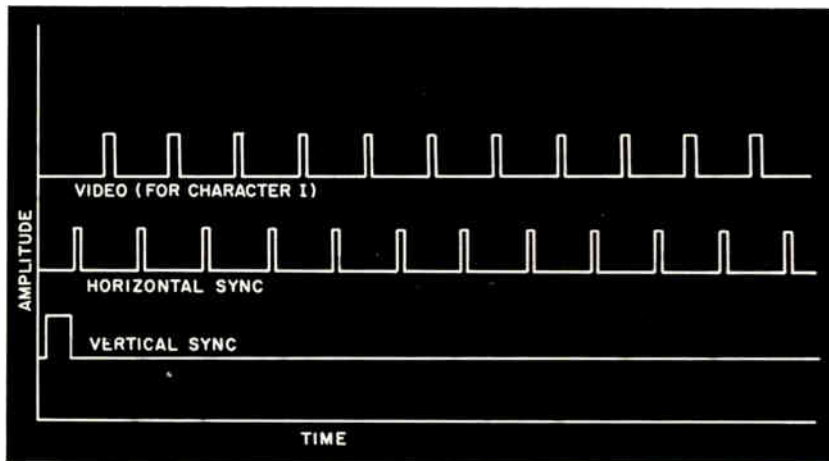 VIDEO (FOR CHARACTER I)
HORIZONTAL SYNC
VERTICAL SYNC
AMPLITUDE
TIME